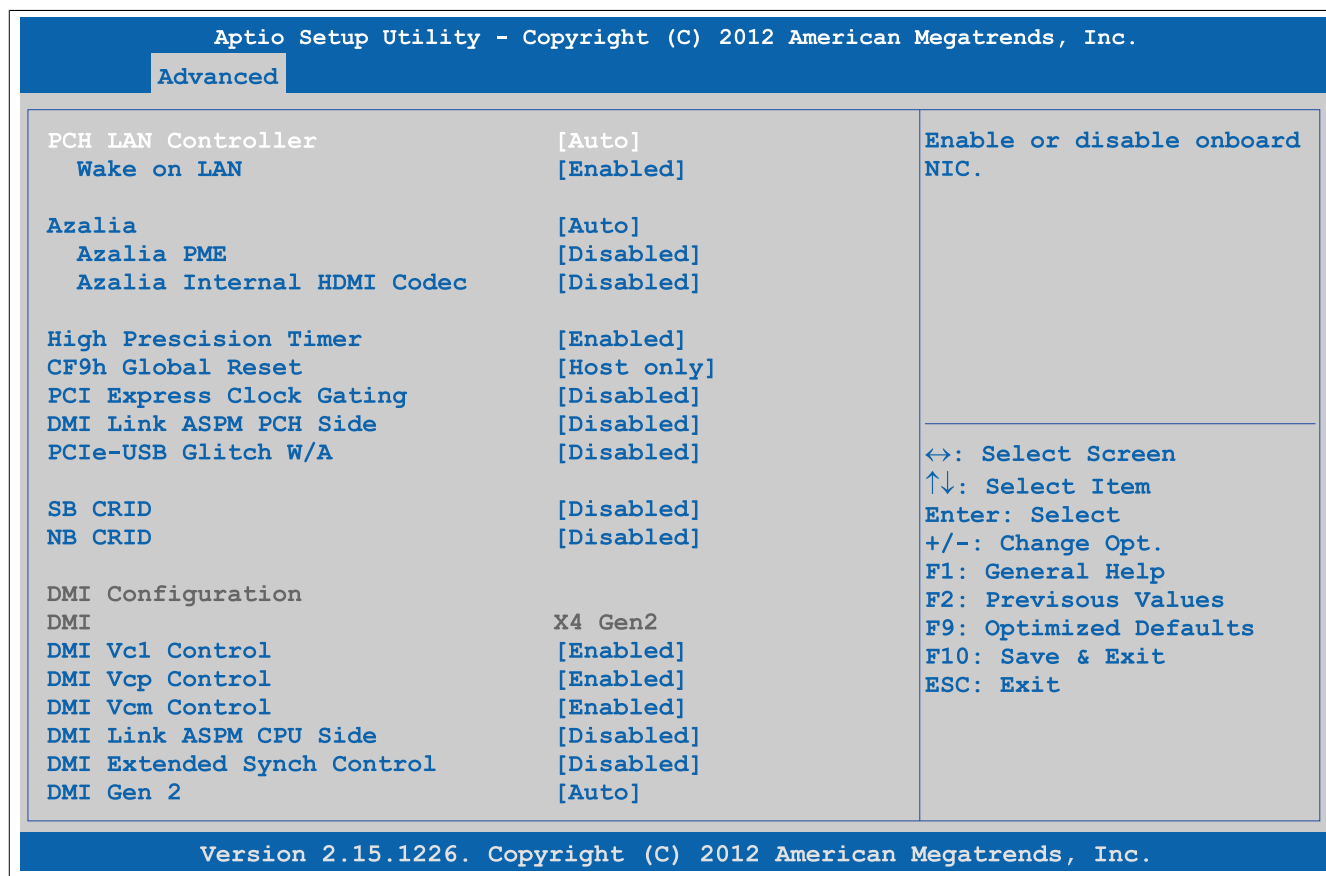 Aptio Setup Utility - Copyright (C) 2012 American Megatrends, Inc.
Advanced
PCH LAN Controller [Auto]
Wake on LAN [Enabled]
Azalia [Auto]
Azalia PME [Disabled]
Azalia Internal HDMI Codec [Disabled]
High Prescision Timer [Enabled]
CF9h Global Reset [Host only]
PCI Express Clock Gating [Disabled]
DMI Link ASPM PCH Side [Disabled]
PCIe-USB Glitch W/A [Disabled]
SB CRID [Disabled]
NB CRID [Disabled]
DMI Configuration
DMI X4 Gen2
DMI Vc1 Control [Enabled]
DMI Vcp Control [Enabled]
DMI Vcm Control [Enabled]
DMI Link ASPM CPU Side [Disabled]
DMI Extended Synch Control [Disabled]
DMI Gen 2 [Auto]
Enable or disable onboard
NIC.
↔: Select Screen
↑↓: Select Item
Enter: Select
+/-: Change Opt.
F1: General Help
F2: Previsous Values
F9: Optimized Defaults
F10: Save & Exit
ESC: Exit
Version 2.15.1226. Copyright (C) 2012 American Megatrends, Inc.